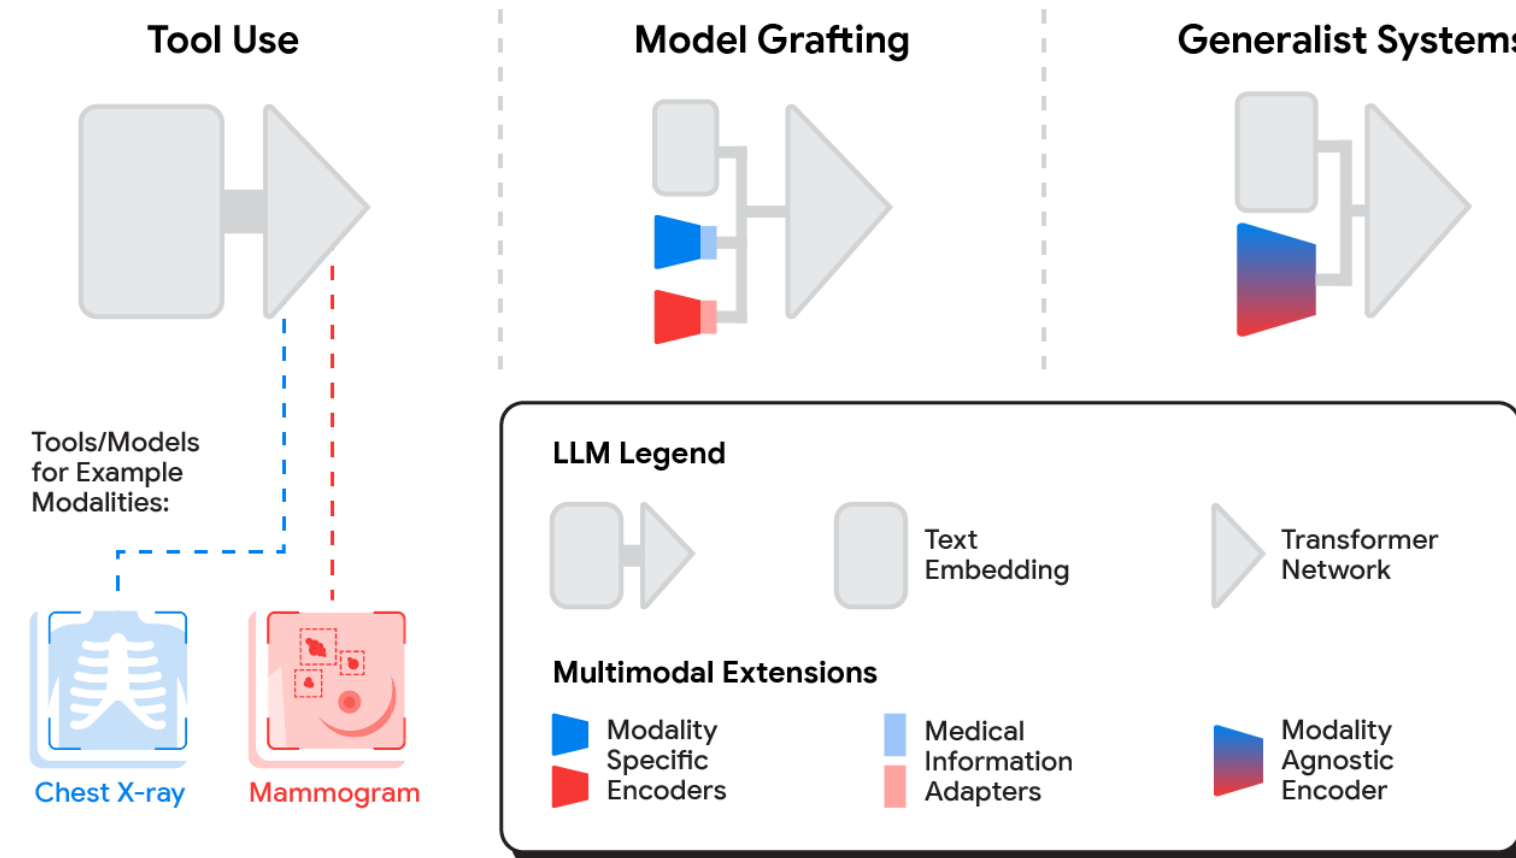 Tool Use
Model Grafting
Generalist Systems
Tools/Models
for Example
Modalities:
Chest X-ray
Mammogram
LLM Legend
Text
Embedding
Transformer
Network
Multimodal Extensions
Modality
Specific
Encoders
Medical
Information
Adapters
Modality
Agnostic
Encoder